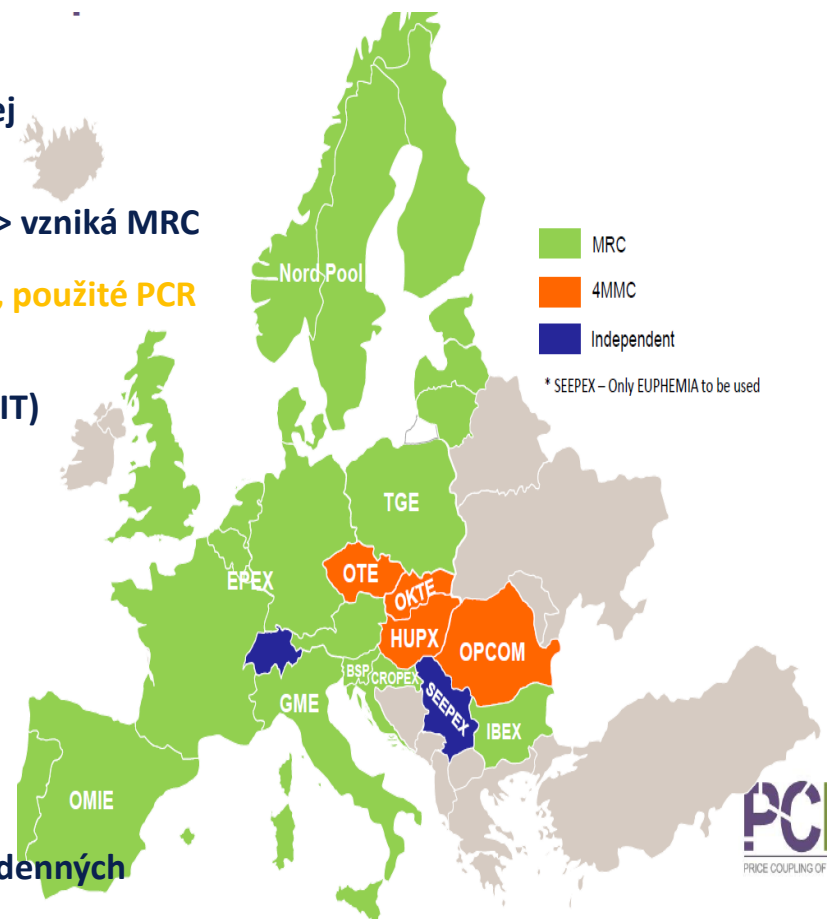 ej
> vzniká MRC
, použité PCR
IT)
denných
Nord Pool
MRC
4MMC
Independent
* SEEPEX – Only EUPHEMIA to be used
TGE
EPEX
OTE
OKTE
HUPX
OPCOM
BSP
CROPEX
SEEPEX
GME
IBEX
OMIE
PC
PRICE COUPLING OF